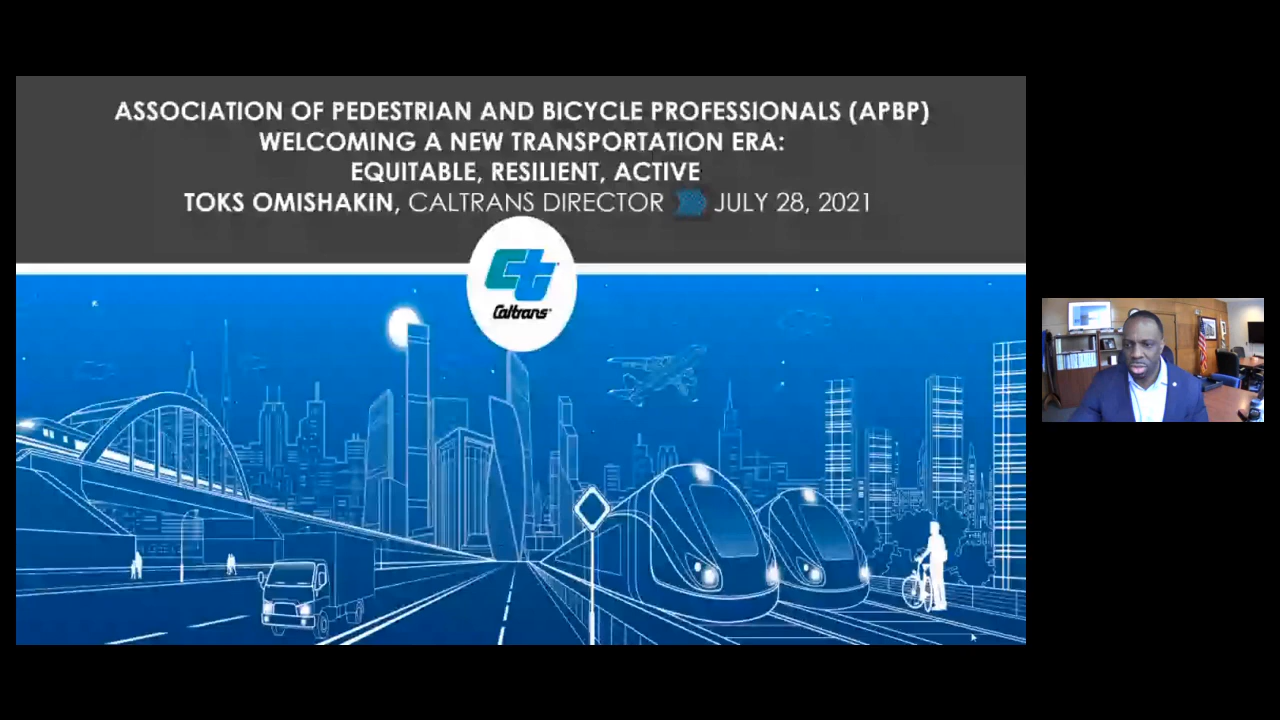 ASSOCIATION OF PEDESTRIAN AND BICYCLE PROFESSIONALS (APBP)
WELCOMING A NEW TRANSPORTATION ERA:
EQUITABLE, RESILIENT, ACTIVE
TOKS OMISHAKIN, CALTRANS DIRECTOR JULY 28, 2021
ct
Caltrans